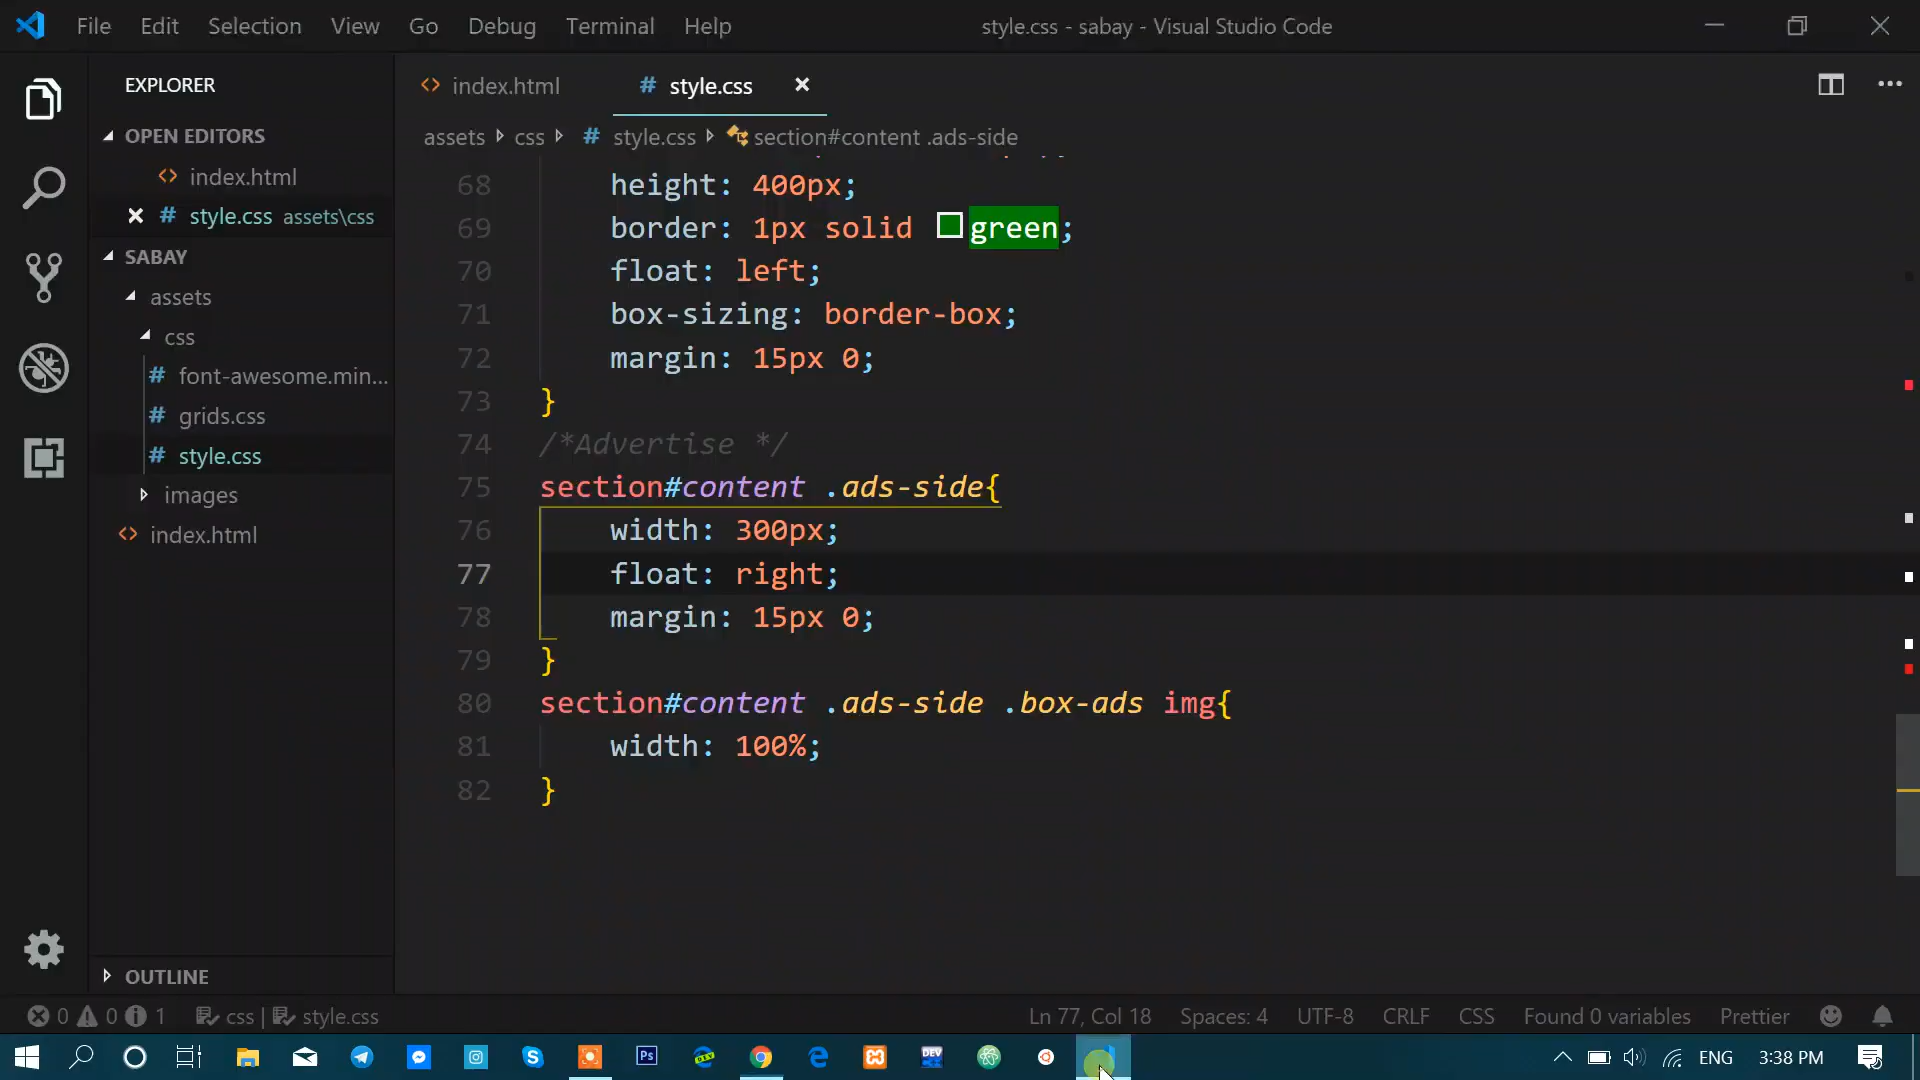 File Edit Selection View Go Debug Terminal Help
style.css - sabay - Visual Studio Code
EXPLORER
OPEN EDITORS
index.html
style.css assets\css
SABAY
assets
css
font-awesome.min...
grids.css
style.css
images
index.html
OUTLINE
index.html
style.css
assets css # style.css section#content .ads-side
68 height: 400px;
69 border: 1px solid green;
70 float: left;
71 box-sizing: border-box;
72 margin: 15px 0;
73 }
74 /*Advertise */
75 section#content .ads-side{
76 width: 300px;
77 float: right;
78 margin: 15px 0;
79 }
80 section#content .ads-side .box-ads img{
81 width: 100%;
82 }
0 0 1 css | style.css
Ln 77, Col 18 Spaces: 4 UTF-8 CRLF CSS Found 0 variables Prettier
Ps DEV ENG 3:38 PM